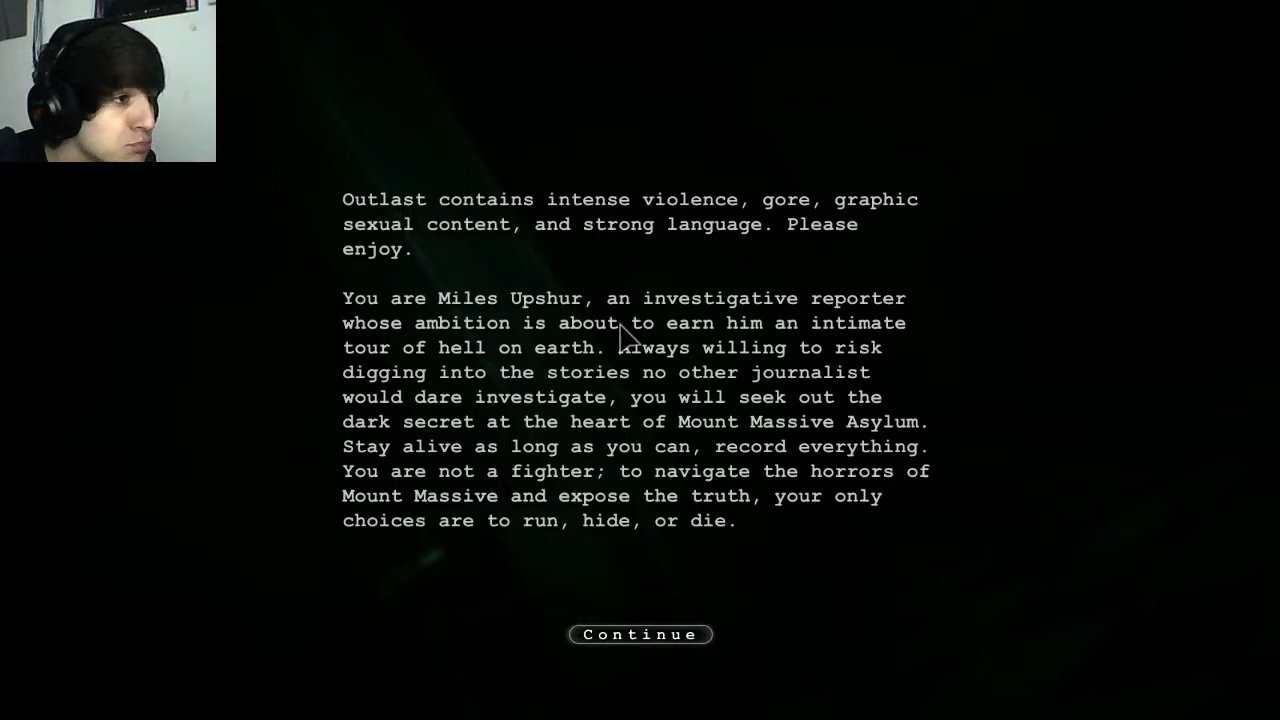 Outlast contains intense violence, gore, graphic
sexual content, and strong language. Please
enjoy.
You are Miles Upshur, an investigative reporter
whose ambition is about to earn him an intimate
tour of hell on earth. Always willing to risk
digging into the stories no other journalist
would dare investigate, you will seek out the
dark secret at the heart of Mount Massive Asylum.
Stay alive as long as you can, record everything.
You are not a fighter; to navigate the horrors of
Mount Massive and expose the truth, your only
choices are to run, hide, or die.
Continue